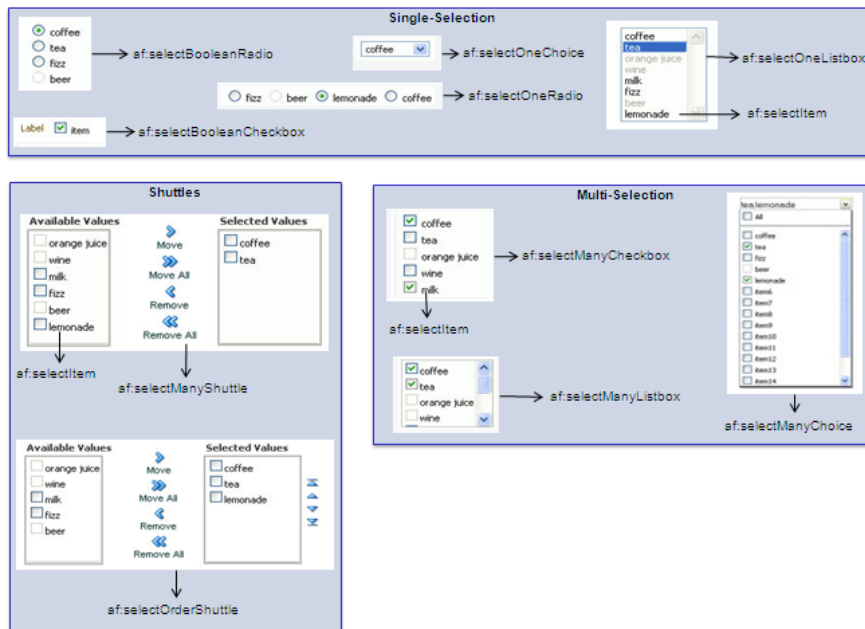 Single-Selection
coffee
tea
fizz
beer
af:selectBooleanRadio
coffee
af:selectOneChoice
coffee
tea
orange juice
wine
milk
fizz
beer
lemonade
af:selectOneListbox
af:selectItem
fizz beer lemonade coffee
af:selectOneRadio
Label item
af:selectBooleanCheckbox
Shuttles
Available Values
orange juice
wine
milk
fizz
beer
lemonade
Move
Move All
Remove
Remove All
Selected Values
coffee
tea
af:selectItem
af:selectManyShuttle
Available Values
orange juice
wine
milk
fizz
beer
Move
Move All
Remove
Remove All
Selected Values
coffee
tea
lemonade
af:selectOrderShuttle
Multi-Selection
coffee
tea
orange juice
wine
milk
af:selectManyCheckbox
af:selectItem
coffee
tea
orange juice
wine
af:selectManyListbox
tea;lemonade
All
coffee
tea
fizz
beer
lemonade
item6
item7
item8
item9
item10
item11
item12
item13
item14
af:selectManyChoice